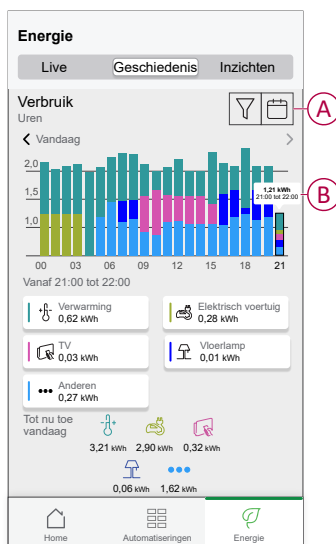 Energie
Live Geschiedenis Inzichten
Verbruik
Uren
A
Vandaag
2,0
1,5
1,0
1,21 kWh
21:00 tot 22:00
B
00 03 06 09 12 15 18 21
Vanaf 21:00 tot 22:00
Verwarming
0,62 kWh
Elektrisch voertuig
0,28 kWh
TV
0,03 kWh
Vloerlamp
0,01 kWh
Anderen
0,27 kWh
Tot nu toe
vandaag
3,21 kWh 2,90 kWh 0,32 kWh
0,06 kWh 1,62 kWh
Home Automatiseringen Energie